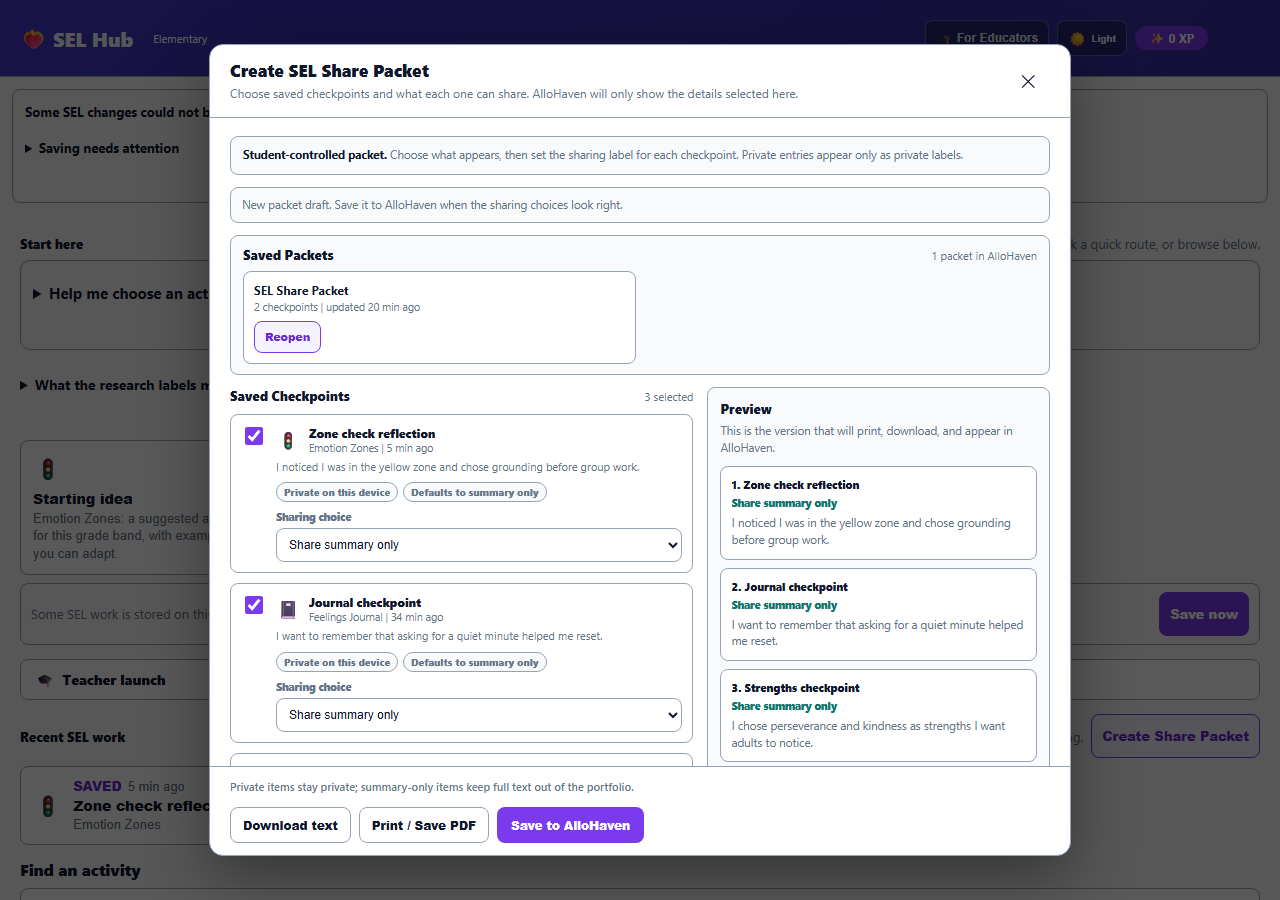 SEL Hub
Elementary
For Educators
Light
0 XP
Some SEL changes could not b
Saving needs attention
Start here
k a quick route, or browse below.
Help me choose an act
What the research labels m
Starting idea
Emotion Zones: a suggested a
for this grade band, with examp
you can adapt.
Some SEL work is stored on this
Save now
Teacher launch
Recent SEL work
ng.
Create Share Packet
SAVED 5 min ago
Zone check reflec
Emotion Zones
Find an activity
Create SEL Share Packet
Choose saved checkpoints and what each one can share. AlloHaven will only show the details selected here.
Student-controlled packet. Choose what appears, then set the sharing label for each checkpoint. Private entries appear only as private labels.
New packet draft. Save it to AlloHaven when the sharing choices look right.
Saved Packets
1 packet in AlloHaven
SEL Share Packet
2 checkpoints | updated 20 min ago
Reopen
Saved Checkpoints
3 selected
Zone check reflection
Emotion Zones | 5 min ago
I noticed I was in the yellow zone and chose grounding before group work.
Private on this device
Defaults to summary only
Sharing choice
Share summary only
Journal checkpoint
Feelings Journal | 34 min ago
I want to remember that asking for a quiet minute helped me reset.
Private on this device
Defaults to summary only
Sharing choice
Share summary only
Preview
This is the version that will print, download, and appear in
AlloHaven.
1. Zone check reflection
Share summary only
I noticed I was in the yellow zone and chose grounding
before group work.
2. Journal checkpoint
Share summary only
I want to remember that asking for a quiet minute helped
me reset.
3. Strengths checkpoint
Share summary only
I chose perseverance and kindness as strengths I want
adults to notice.
Private items stay private; summary-only items keep full text out of the portfolio.
Download text
Print / Save PDF
Save to AlloHaven